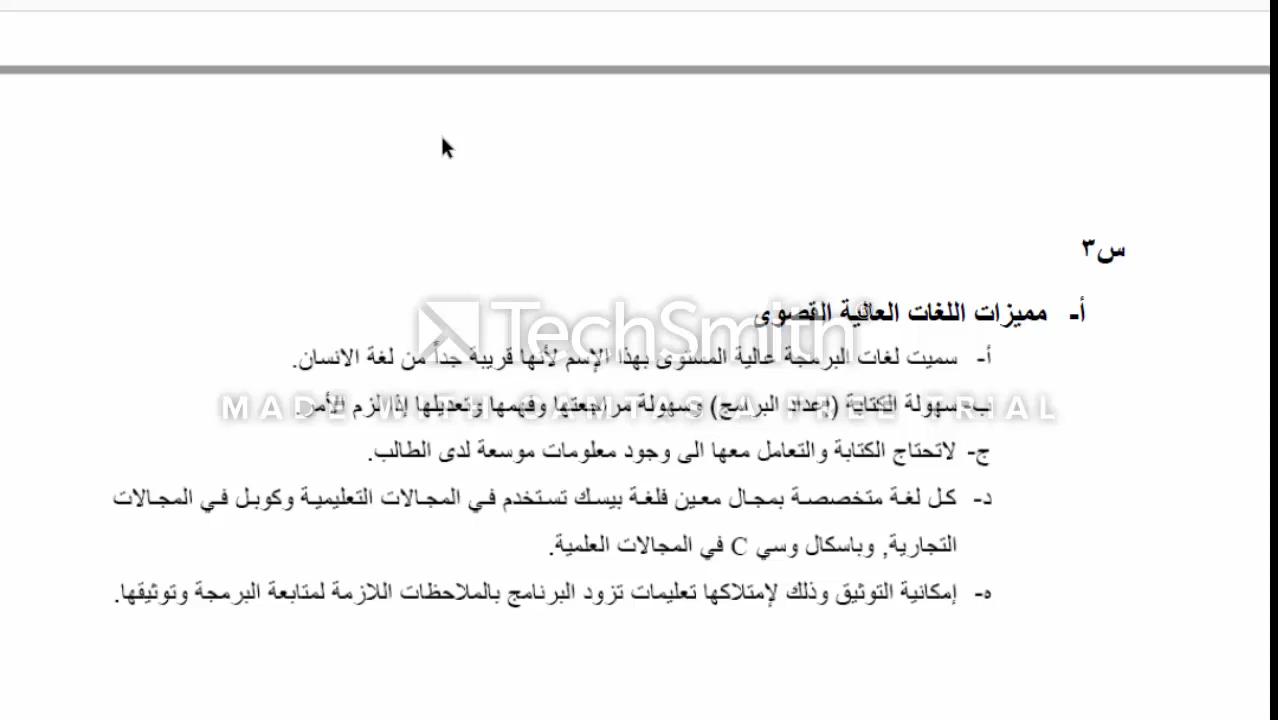 س٣
أ- مميزات اللغات العالية القصوى
أ- سميت لغات البرمجة عالية المستوى بهذا الإسم لأنها قريبة جداً من لغة الانسان.
ب- سهولة الكتابة (إعداد البرامج) وسهولة مراجعتها وفهمها وتعديلها إذا لزم الأمر.
ج- لاتحتاج الكتابة والتعامل معها الى وجود معلومات موسعة لدى الطالب.
د- كل لغة متخصصة بمجال معين فلغة بيسك تستخدم في المجالات التعليمية وكوبل في المجالات
التجارية, وباسكال وسي C في المجالات العلمية.
ه- إمكانية التوثيق وذلك لإمتلاكها تعليمات تزود البرنامج بالملاحظات اللازمة لمتابعة البرمجة وتوثيقها.
TechSmith
MADE WITH CAMTASIA FREE TRIAL